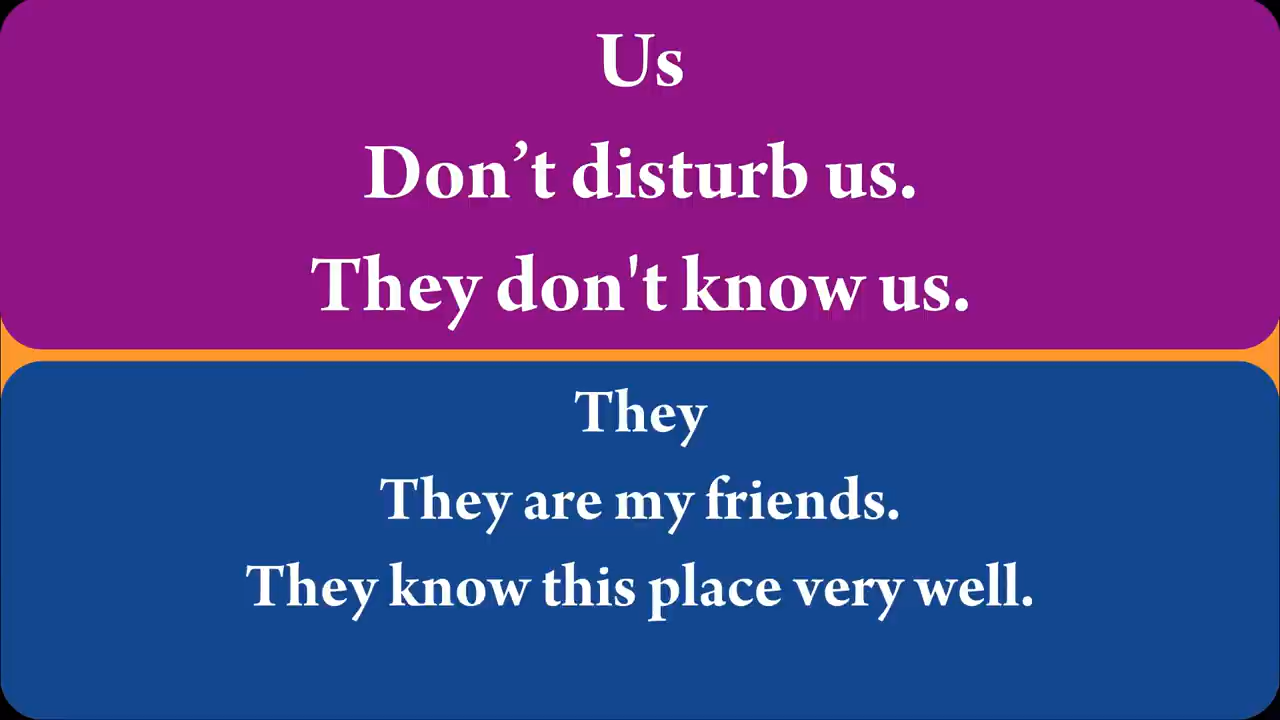 Us
Don’t disturb us.
They don't know us.
They
They are my friends.
They know this place very well.